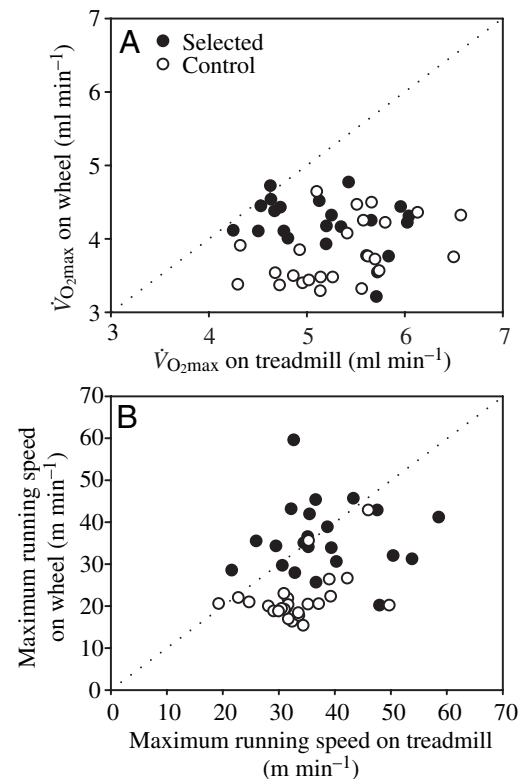 A
Selected
Control
7
6
5
4
3
V̇O₂max on wheel (ml min⁻¹)
3 4 5 6 7
V̇O₂max on treadmill (ml min⁻¹)
B
70
60
50
40
30
20
10
0
Maximum running speed
on wheel (m min⁻¹)
0 10 20 30 40 50 60 70
Maximum running speed on treadmill
(m min⁻¹)